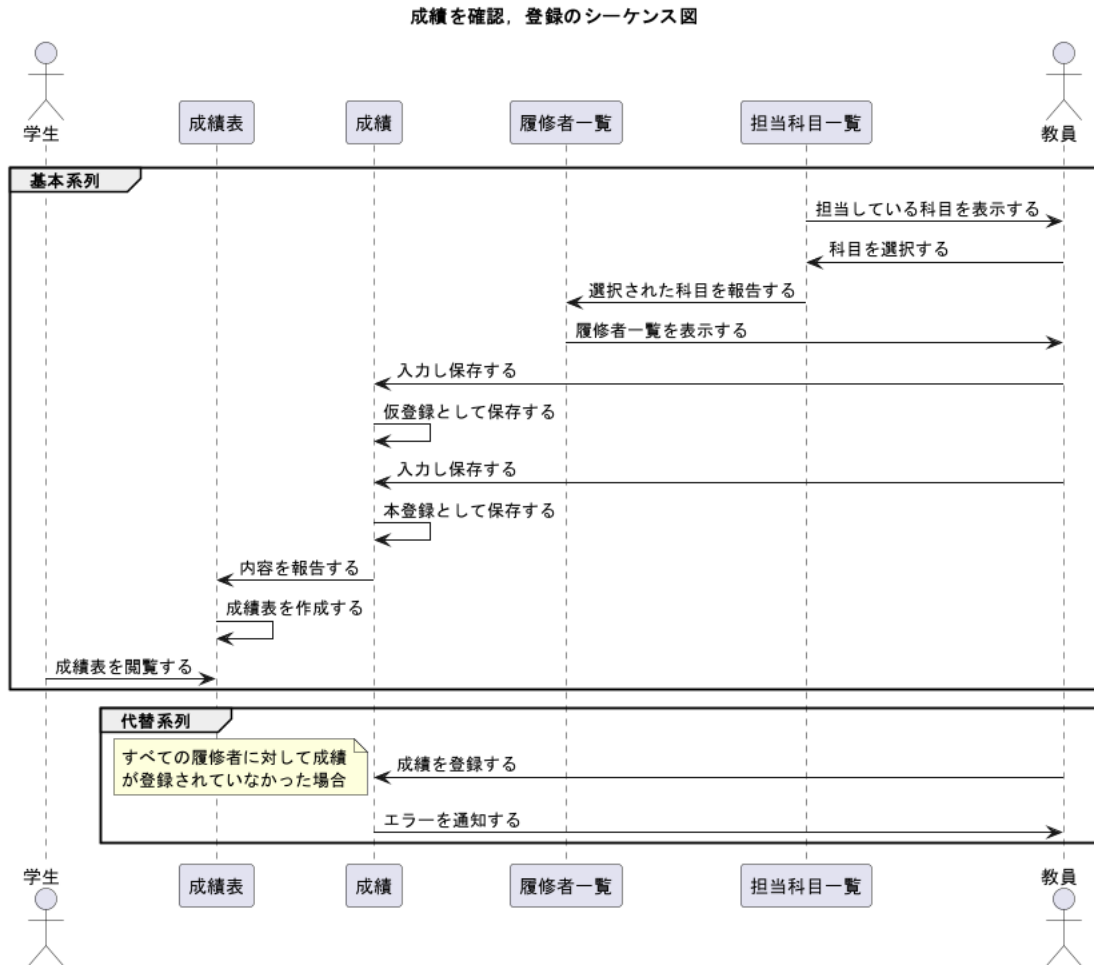 成績を確認，登録のシーケンス図
学生
成績表
成績
履修者一覧
担当科目一覧
教員
基本系列
担当している科目を表示する
科目を選択する
選択された科目を報告する
履修者一覧を表示する
入力し保存する
仮登録として保存する
入力し保存する
本登録として保存する
内容を報告する
成績表を作成する
成績表を閲覧する
代替系列
すべての履修者に対して成績
が登録されていなかった場合
成績を登録する
エラーを通知する
学生
成績表
成績
履修者一覧
担当科目一覧
教員